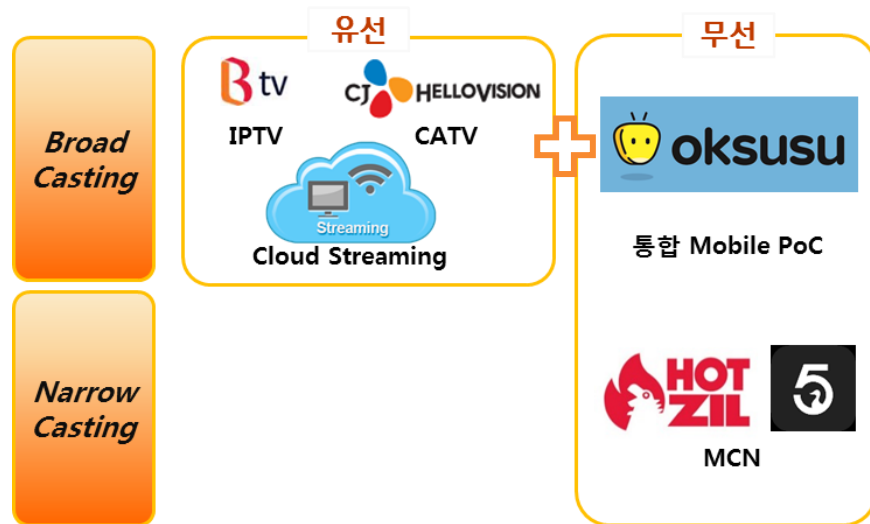 유선
무선
Broad
Casting
B tv
IPTV
CJ HELLOVISION
CATV
Streaming
Cloud Streaming
oksusu
통합 Mobile PoC
Narrow
Casting
HOT
ZIL
5
MCN